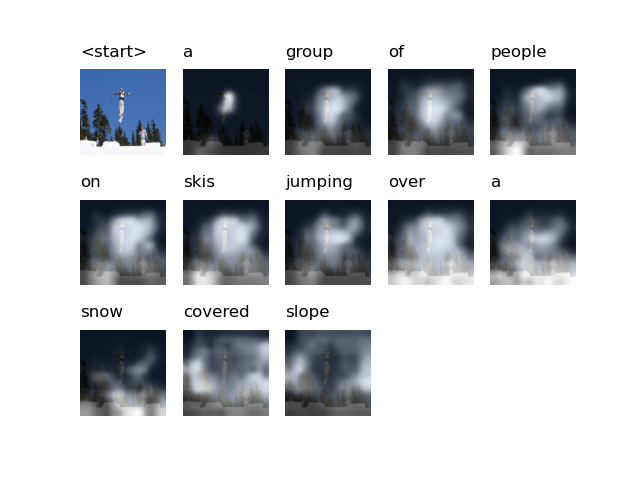 <start> a group of people
on skis jumping over a
snow covered slope